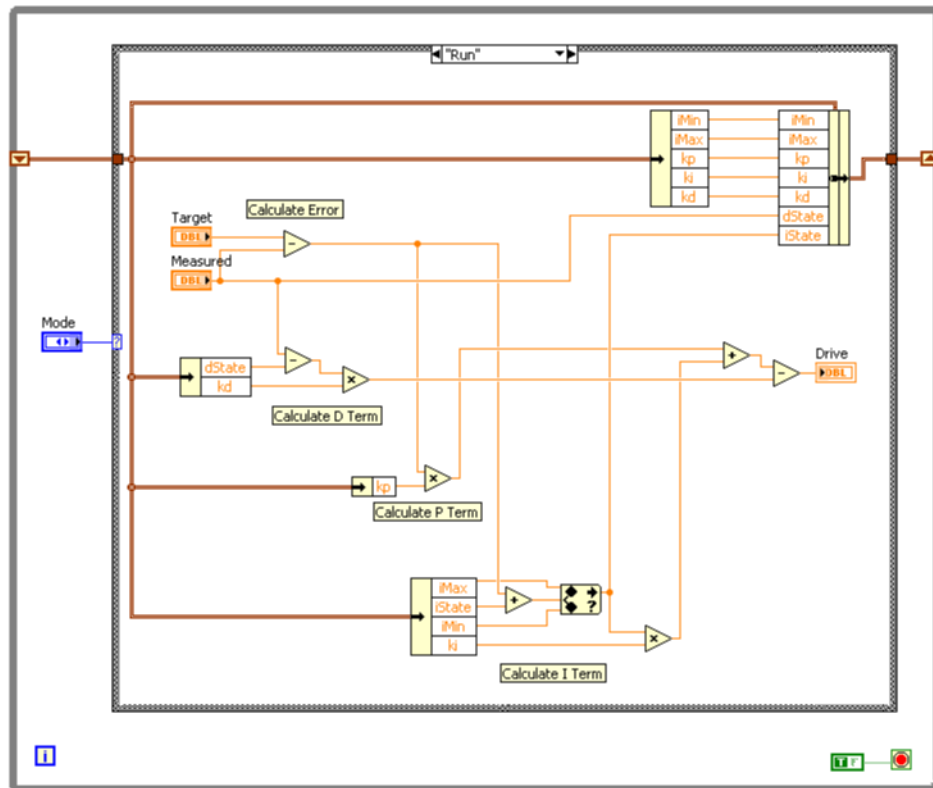 "Run"
iMin
iMax
kp
ki
kd
iMin
iMax
kp
ki
kd
dState
iState
Calculate Error
Target
DBL
Measured
DBL
Mode
?
dState
kd
Calculate D Term
Drive
DBL
kp
Calculate P Term
iMax
iState
iMin
ki
?
Calculate I Term
i
T F